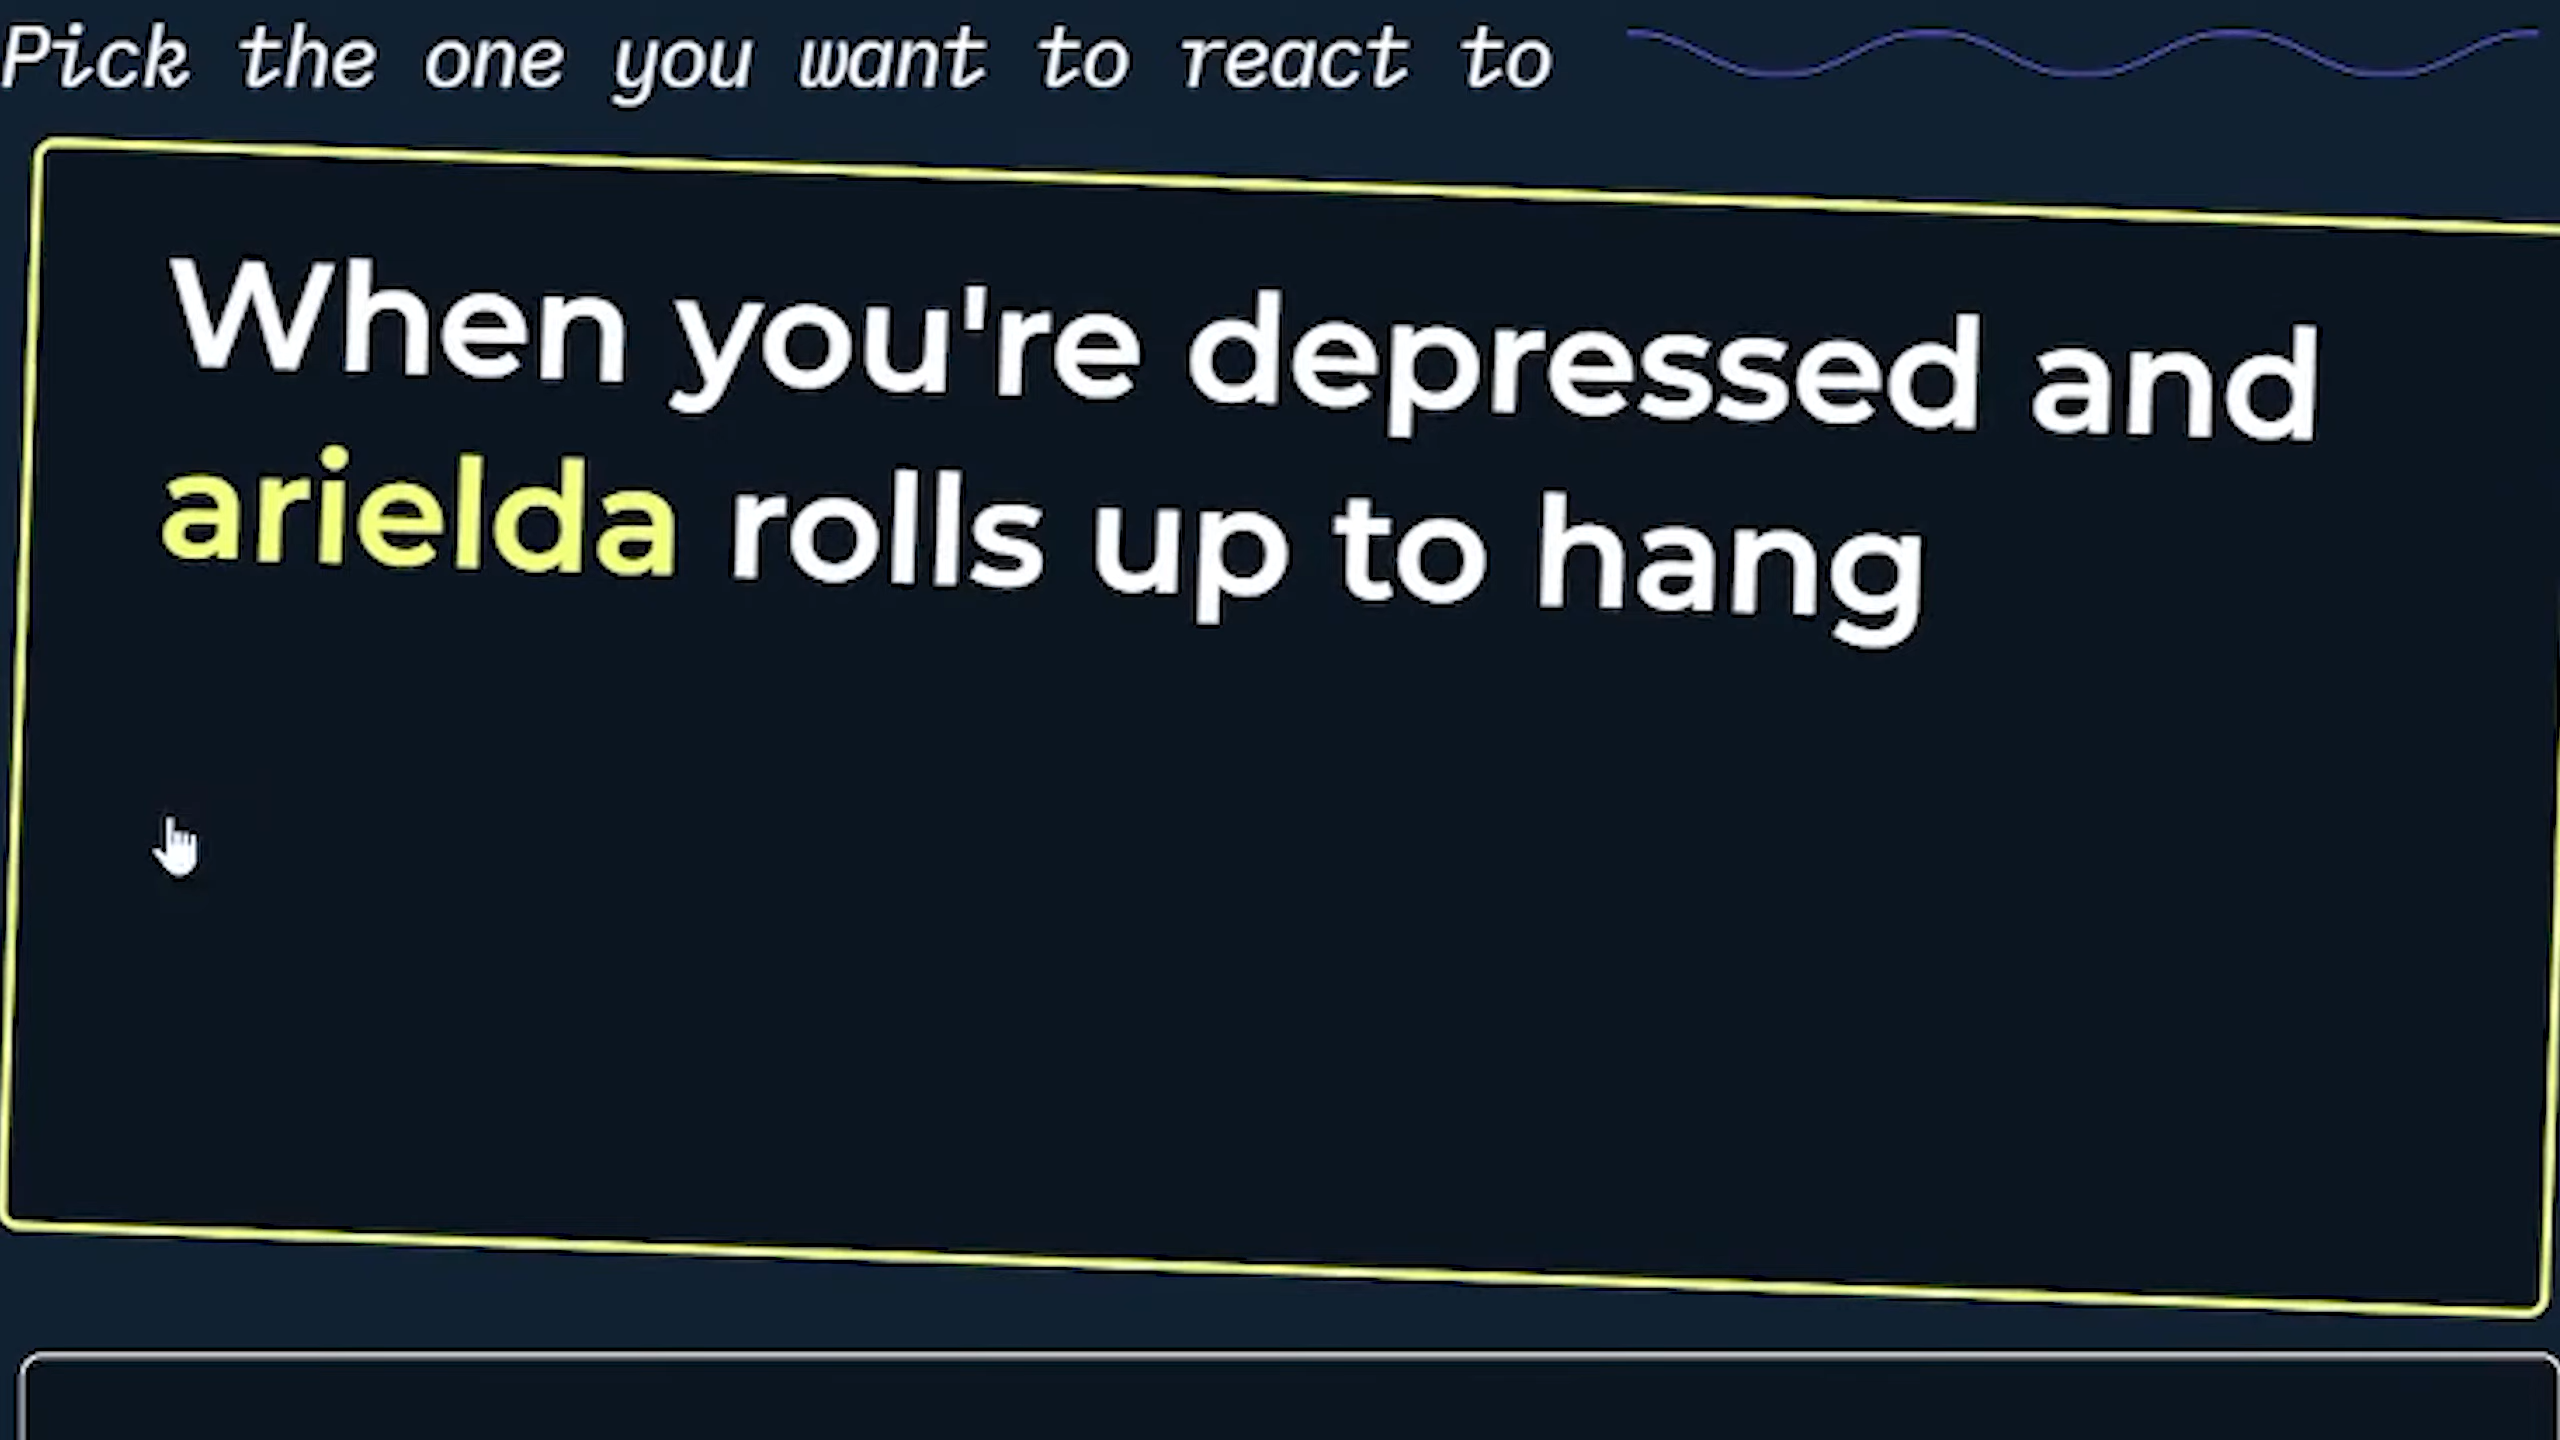 Pick the one you want to react to
When you're depressed and
arielda rolls up to hang